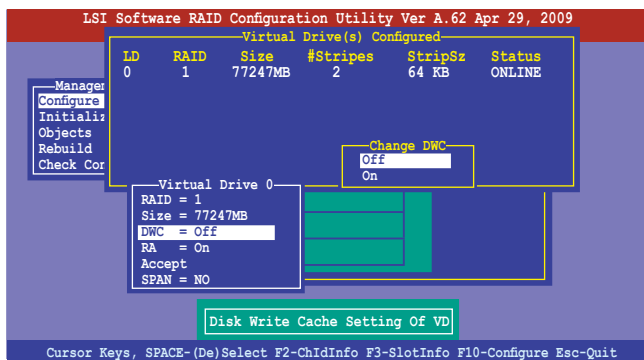 LSI Software RAID Configuration Utility Ver A.62 Apr 29, 2009
Virtual Drive(s) Configured
LD RAID Size #Stripes StripSz Status
0 1 77247MB 2 64 KB ONLINE
Configure
Initializ
Objects
Rebuild
Change DWC
Off
On
Virtual Drive 0
RAID = 1
Size = 77247MB
DWC = Off
RA = On
Accept
SPAN = NO
Disk Write Cache Setting Of VD
Cursor Keys, SPACE-(De)Select F2-ChIdInfo F3-SlotInfo F10-Configure Esc-Quit